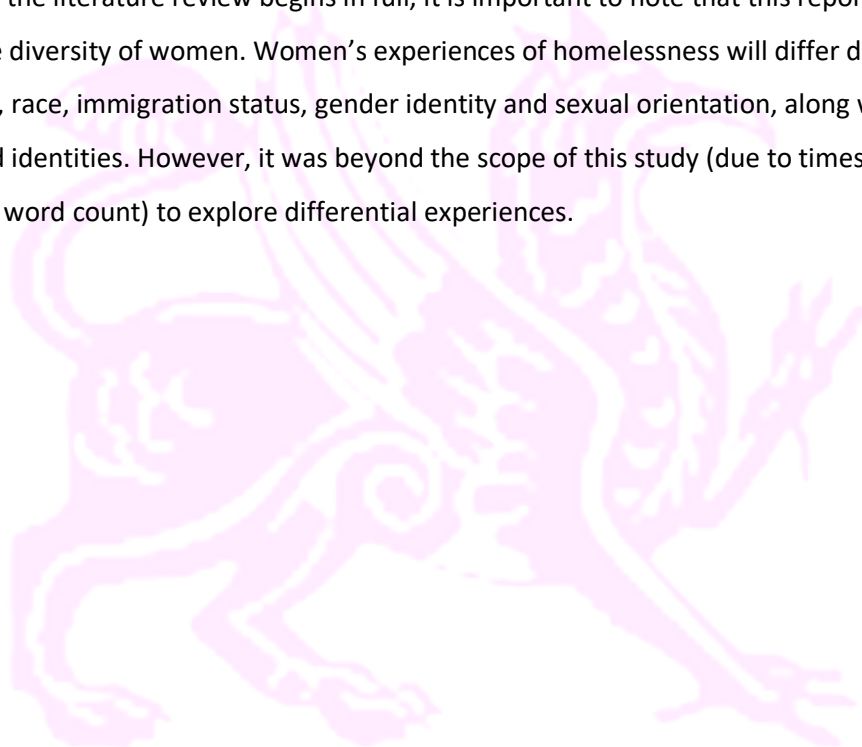 the literature review begins in full, it is important to note that this repor
diversity of women. Women’s experiences of homelessness will differ d
, race, immigration status, gender identity and sexual orientation, along
identities. However, it was beyond the scope of this study (due to times
word count) to explore differential experiences.